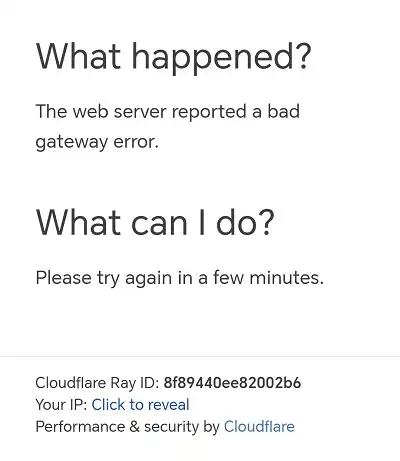 What happened?
The web server reported a bad
gateway error.
What can I do?
Please try again in a few minutes.
Cloudflare Ray ID: 8f89440ee82002b6
Your IP: Click to reveal
Performance & security by Cloudflare